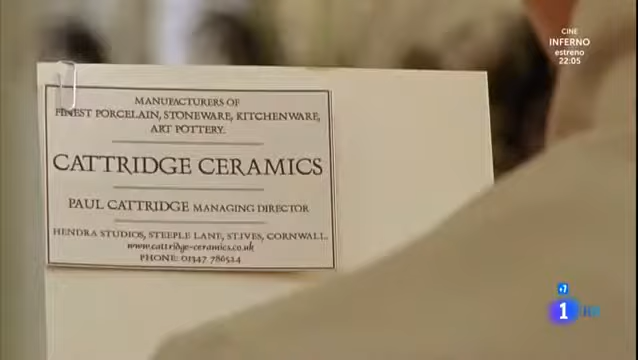 CINE
INFERNO
estreno
22:05
MANUFACTURERS OF
FINEST PORCELAIN, STONEWARE, KITCHENWARE,
ART POTTERY.
CATTRIDGE CERAMICS
PAUL CATTRIDGE MANAGING DIRECTOR
HENDRA STUDIOS, STEEPLE LANE, ST.IVES, CORNWALL.
www.cattridge-ceramics.co.uk
PHONE: 01347 786524
+7
1